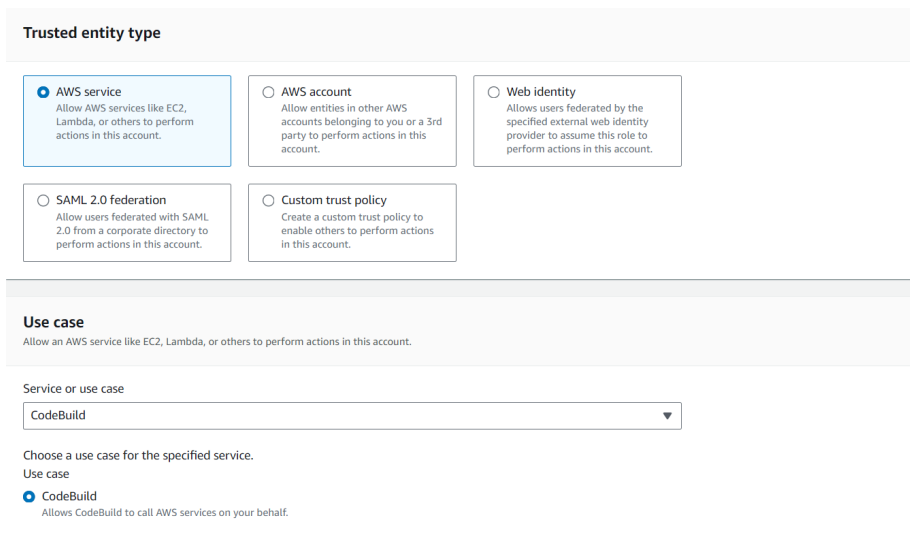 Trusted entity type
AWS service
Allow AWS services like EC2,
Lambda, or others to perform
actions in this account.
AWS account
Allow entities in other AWS
accounts belonging to you or a 3rd
party to perform actions in this
account.
Web identity
Allows users federated by the
specified external web identity
provider to assume this role to
perform actions in this account.
SAML 2.0 federation
Allow users federated with SAML
2.0 from a corporate directory to
perform actions in this account.
Custom trust policy
Create a custom trust policy to
enable others to perform actions
in this account.
Use case
Allow an AWS service like EC2, Lambda, or others to perform actions in this account.
Service or use case
CodeBuild
Choose a use case for the specified service.
Use case
CodeBuild
Allows CodeBuild to call AWS services on your behalf.